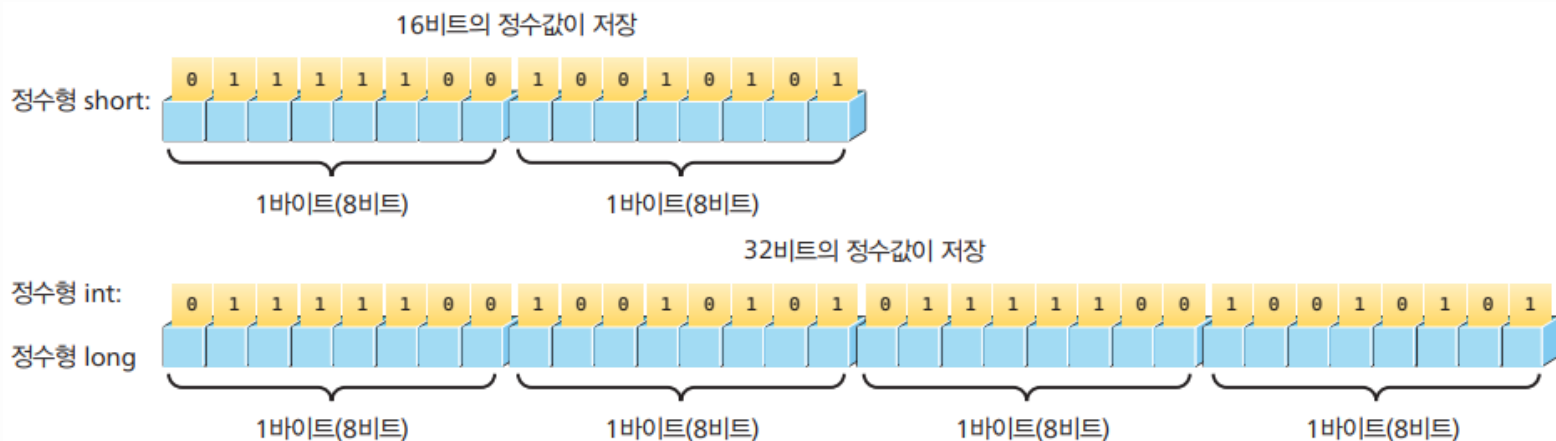 16비트의 정수값이 저장
0 1 1 1 1 1 0 0 1 0 0 1 0 1 0 1
정수형 short:
1바이트(8비트) 1바이트(8비트)
32비트의 정수값이 저장
정수형 int:
0 1 1 1 1 1 0 0 1 0 0 1 0 1 0 1 0 1 1 1 1 1 0 0 1 0 0 1 0 1 0 1
정수형 long
1바이트(8비트) 1바이트(8비트) 1바이트(8비트) 1바이트(8비트)